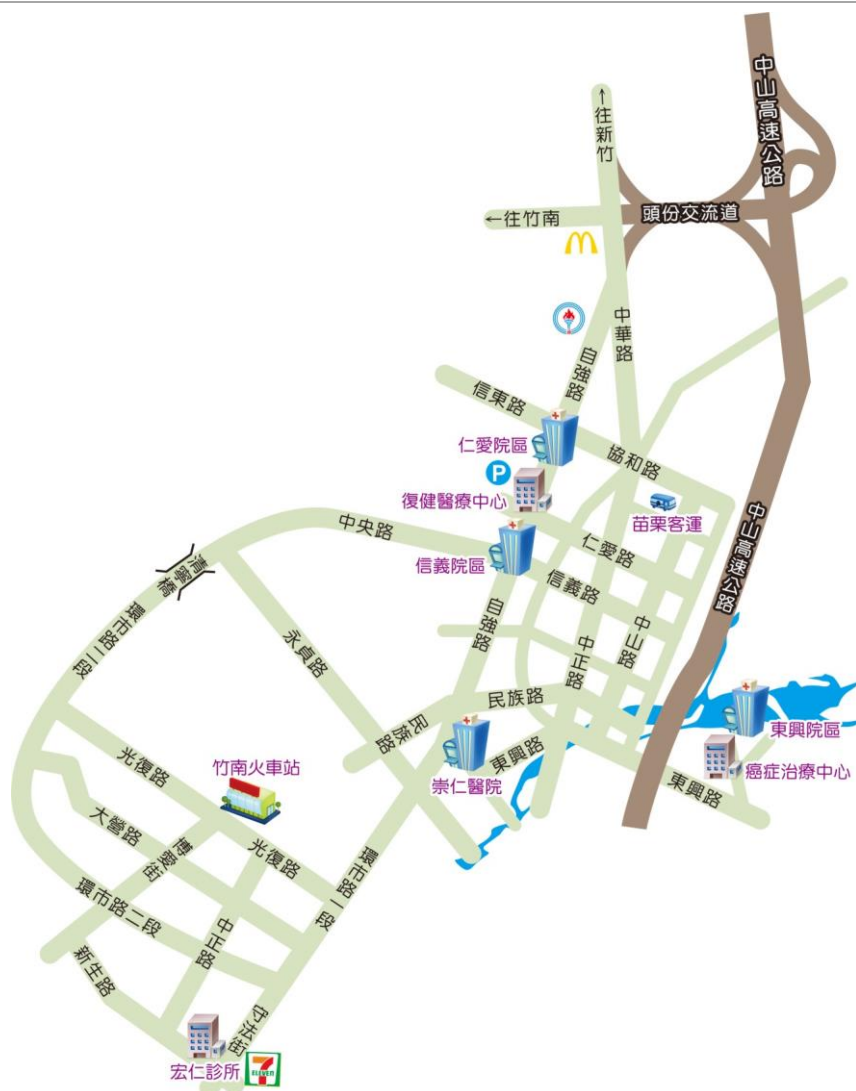 中山高速公路
←往新竹
頭份交流道
←往竹南
中華路
自強路
信東路
仁愛院區
協和路
P
復健醫療中心
苗栗客運
中央路
仁愛路
信義院區
信義路
清寧橋
中山高速公路
環市路三段
永貞路
自強路
中正路
中山路
民族路
民族路
東興院區
光復路
竹南火車站
崇仁醫院
東興路
癌症治療中心
東興路
大營路
博愛街
光復路
環市路一段
環市路二段
中正路
新生路
守法街
宏仁診所
7
ELEVEN